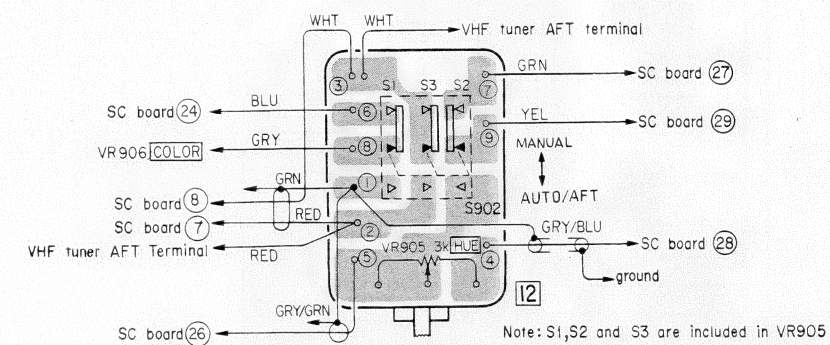 WHT WHT VHF tuner AFT terminal
3 S1 S3 S2 7 GRN SC board 27
SC board 24 BLU 6
YEL SC board 29
VR906 COLOR GRY 8 9 MANUAL
GRN 1
SC board 8 S902 AUTO/AFT
SC board 7 RED 2 GRY/BLU
VHF tuner AFT Terminal RED VR905 3k HUE 4 SC board 28
5 ground
GRY/GRN 12
SC board 26 Note: S1,S2 and S3 are included in VR905